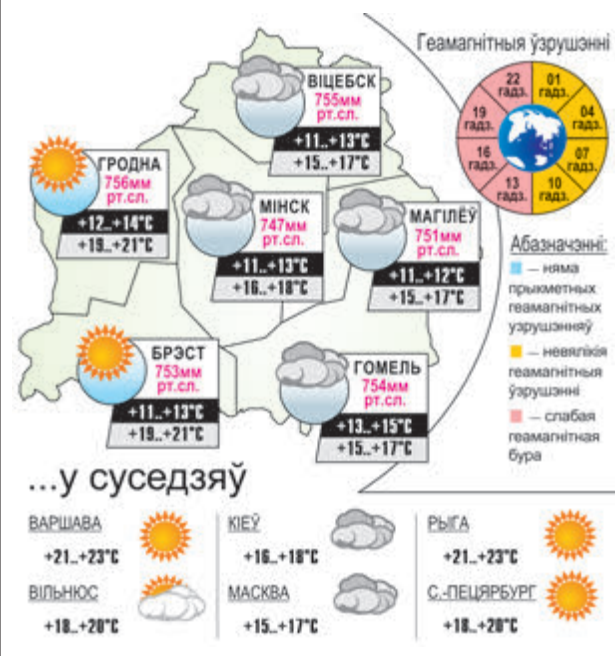 Геамагнітныя ўзрушэнні
22 гадз.
01 гадз.
04 гадз.
07 гадз.
10 гадз.
13 гадз.
16 гадз.
19 гадз.
ВІЦЕБСК
755мм
рт.сл.
+11..+13°C
+15..+17°C
ГРОДНА
756мм
рт.сл.
+12..+14°C
+19..+21°C
МІНСК
747мм
рт.сл.
+11..+13°C
+16..+18°C
МАГІЛЁЎ
751мм
рт.сл.
+11..+12°C
+15..+17°C
БРЭСТ
753мм
рт.сл.
+11..+13°C
+19..+21°C
ГОМЕЛЬ
754мм
рт.сл.
+13..+15°C
+15..+17°C
Абазначэнні:
— няма
прыкметных
геамагнітных
узрушэнняў
— невялікія
геамагнітныя
ўзрушэнні
— слабая
геамагнітная
бура
...у суседзяў
ВАРШАВА
+21..+23°C
КІЕЎ
+16..+18°C
РЫГА
+21..+23°C
ВІЛЬНЮС
+18..+20°C
МАСКВА
+15..+17°C
С.-ПЕЦЯРБУРГ
+18..+20°C